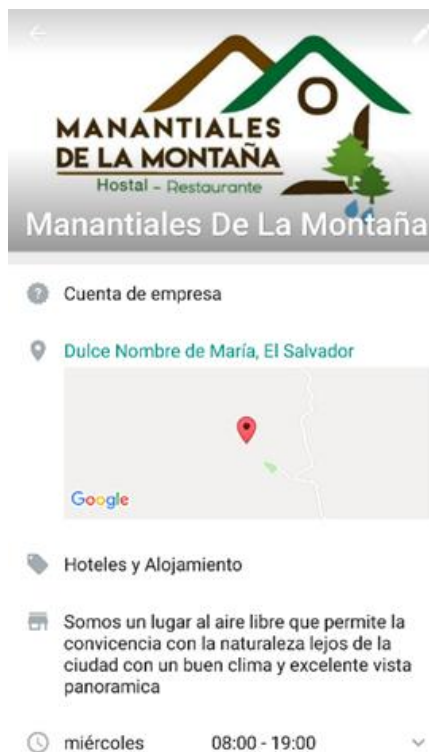 MANANTIALES
DE LA MONTAÑA
Hostal - Restaurante
Manantiales De La Montaña
Cuenta de empresa
Dulce Nombre de María, El Salvador
Google
Hoteles y Alojamiento
Somos un lugar al aire libre que permite la
convicencia con la naturaleza lejos de la
ciudad con un buen clima y excelente vista
panoramica
miércoles 08:00 - 19:00